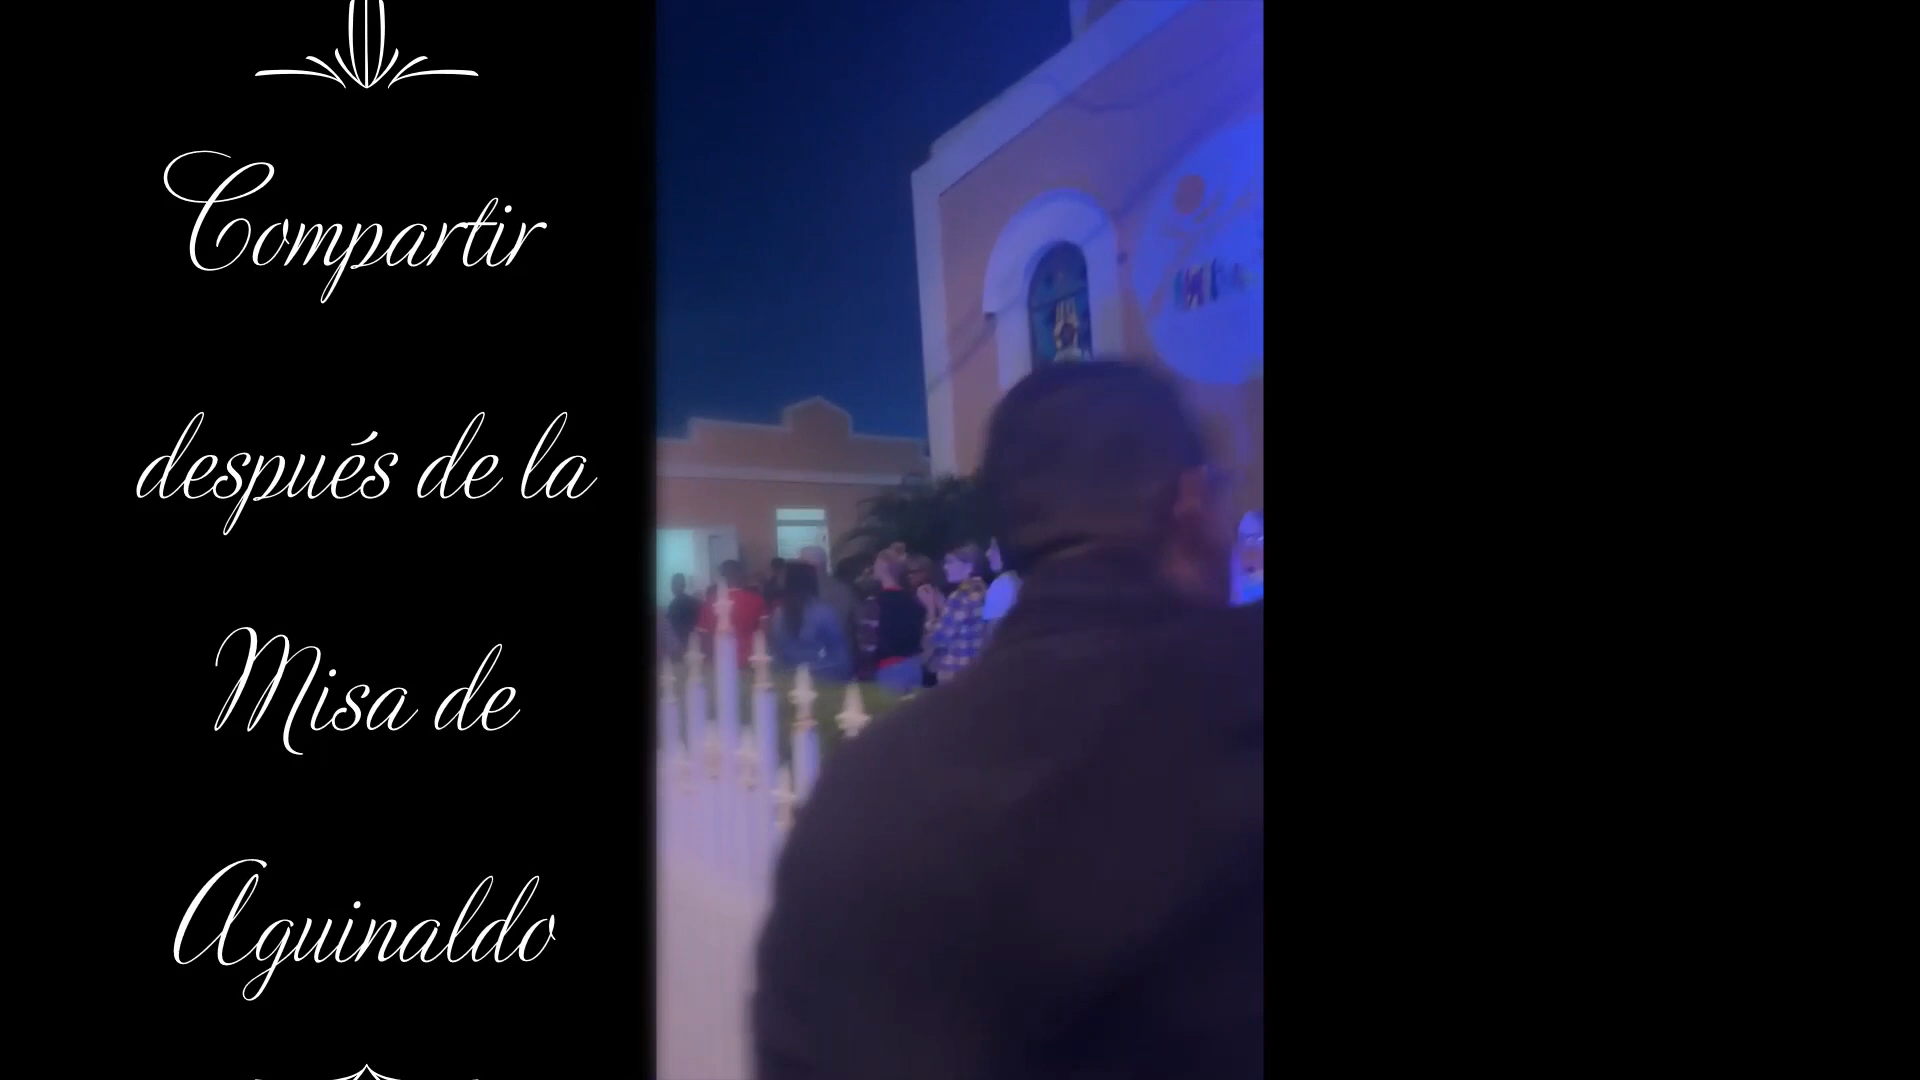 Compartir
después de la
Misa de
Aguinaldo